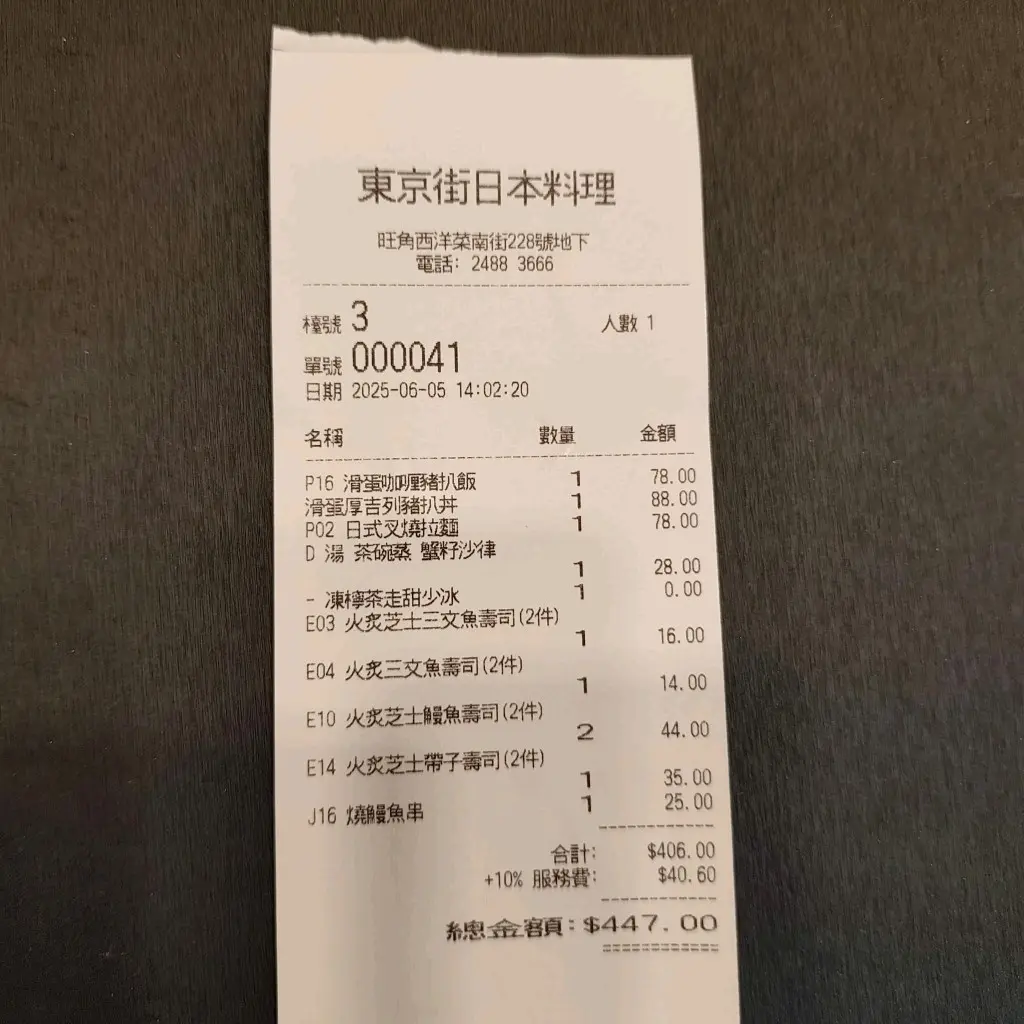 東京街日本料理
旺角西洋菜南街228號地下
電話: 2488 3666
檯號 3 人數 1
單號 000041
日期 2025-06-05 14:02:20
名稱 數量 金額
P16 滑蛋咖喱豬扒飯 1 78.00
滑蛋厚吉列豬扒丼 1 88.00
P02 日式叉燒拉麵 1 78.00
D 湯 茶碗蒸 蟹籽沙律
1 28.00
- 凍檸茶走甜少冰 1 0.00
E03 火炙芝士三文魚壽司(2件)
1 16.00
E04 火炙三文魚壽司(2件)
1 14.00
E10 火炙芝士鰻魚壽司(2件)
2 44.00
E14 火炙芝士帶子壽司(2件)
1 35.00
J16 燒鰻魚串 1 25.00
合計: $406.00
+10% 服務費: $40.60
總金額: $447.00